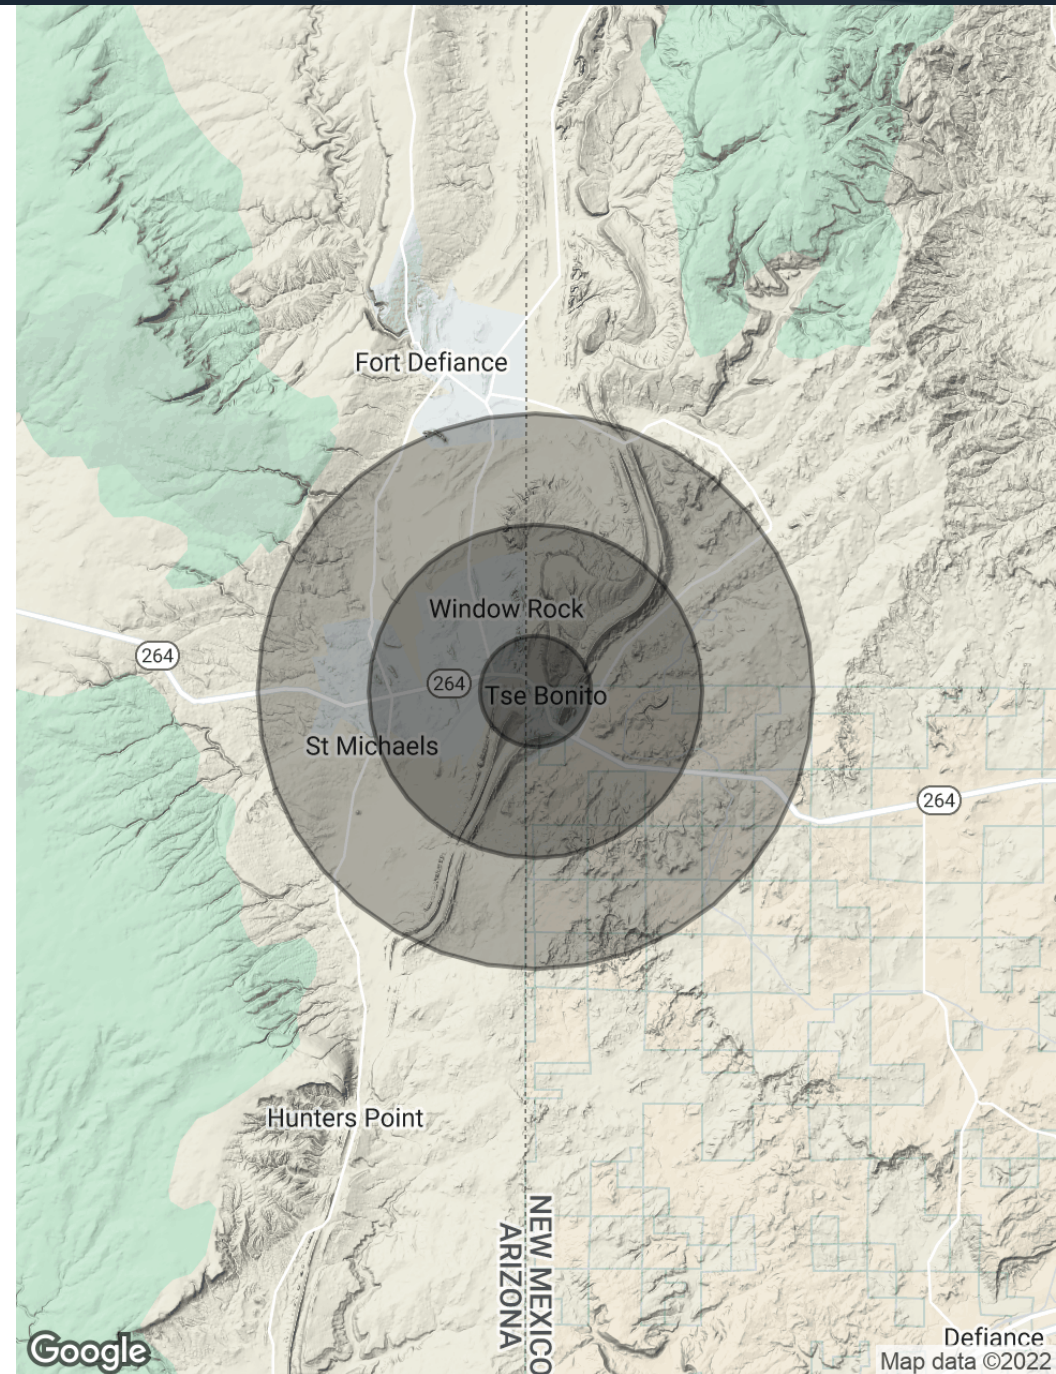 Fort Defiance
Window Rock
264
264
Tse Bonito
St Michaels
264
Hunters Point
NEW MEXICO
ARIZONA
Defiance
Google
Map data ©2022